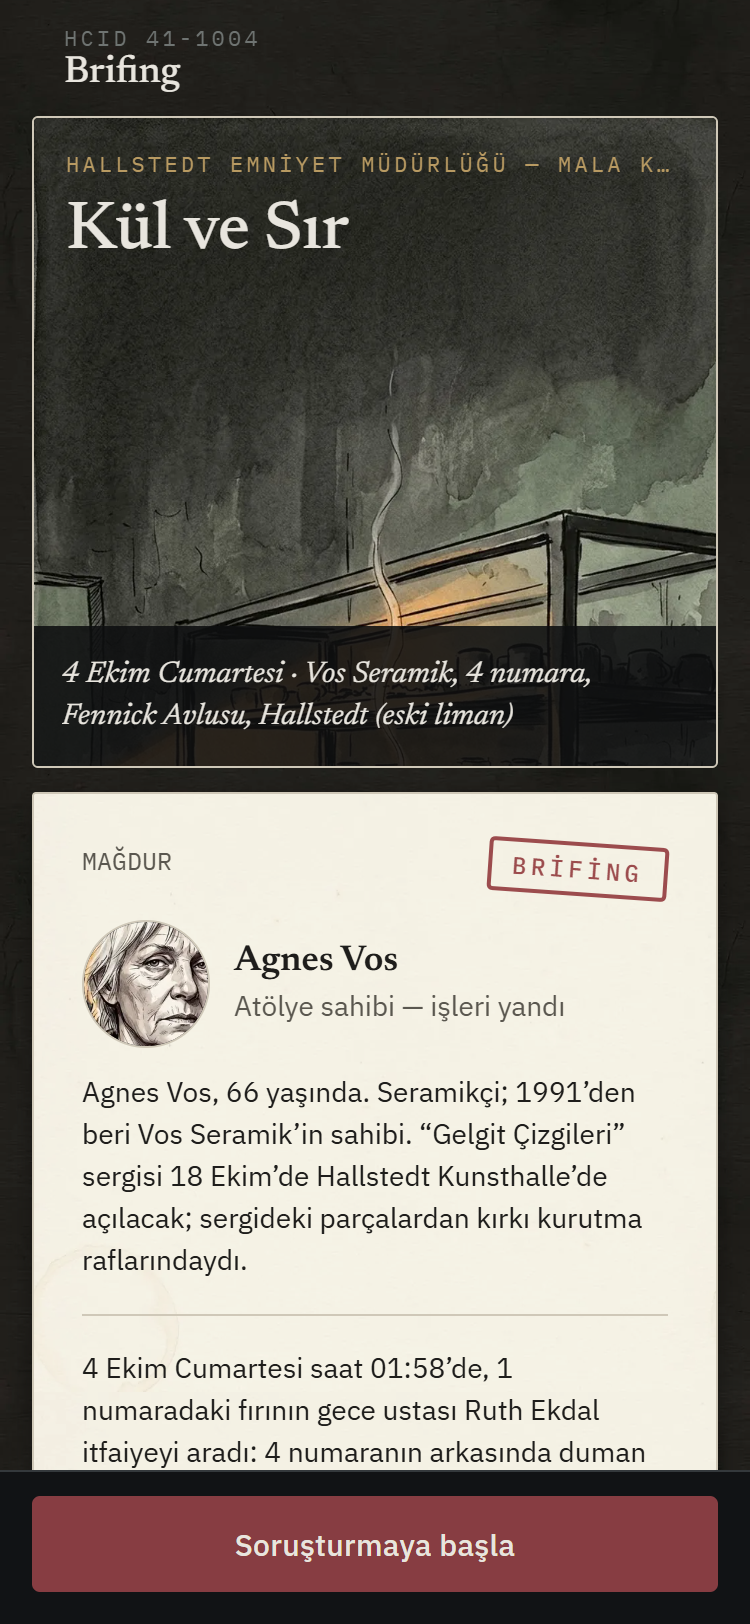 HCID 41-1004
Brifing
HALLSTEDT EMNİYET MÜDÜRLÜĞÜ — MALA K…
Kül ve Sır
4 Ekim Cumartesi · Vos Seramik, 4 numara,
Fennick Avlusu, Hallstedt (eski liman)
MAĞDUR
BRİFİNG
Agnes Vos
Atölye sahibi — işleri yandı
Agnes Vos, 66 yaşında. Seramikçi; 1991’den
beri Vos Seramik’in sahibi. “Gelgit Çizgileri”
sergisi 18 Ekim’de Hallstedt Kunsthalle’de
açılacak; sergideki parçalardan kırkı kurutma
raflarındaydı.
4 Ekim Cumartesi saat 01:58’de, 1
numaradaki fırının gece ustası Ruth Ekdal
itfaiyeyi aradı: 4 numaranın arkasında duman
Soruşturmaya başla